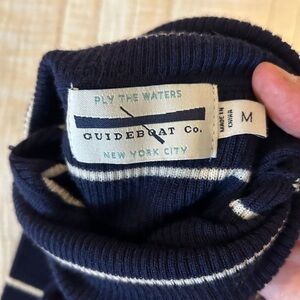 PLY THE WATERS
GUIDEBOAT Co.
NEW YORK CITY
MADE IN
CHINA
M